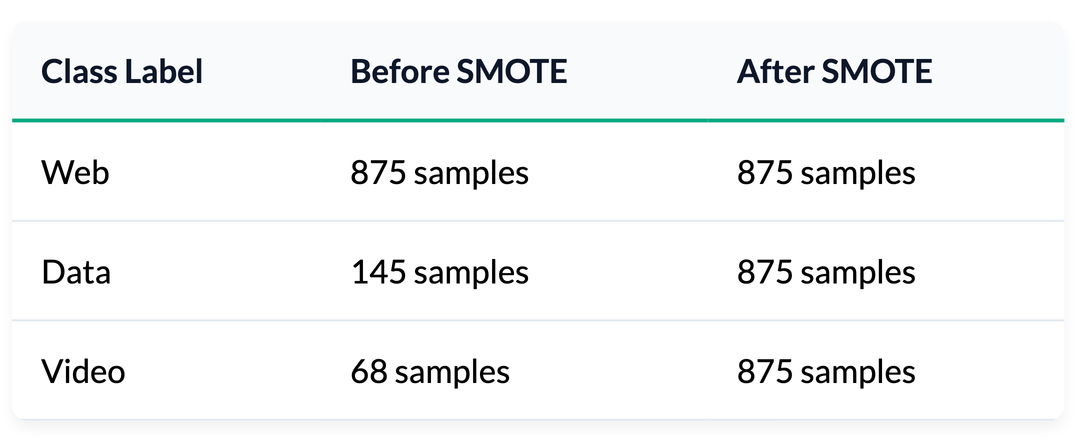 Class Label Before SMOTE After SMOTE
Web 875 samples 875 samples
Data 145 samples 875 samples
Video 68 samples 875 samples